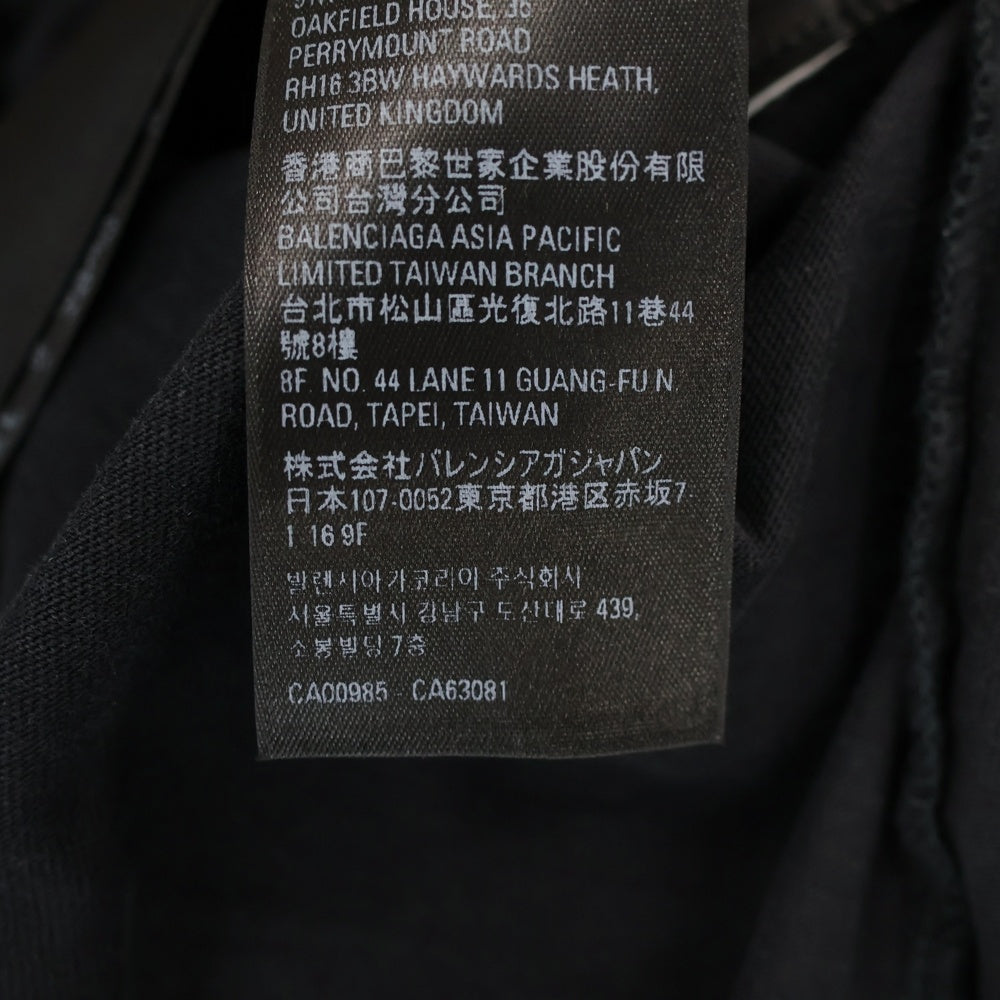 OAKFIELD HOUSE, 36
PERRYMOUNT ROAD
RH16 3BW HAYWARDS HEATH,
UNITED KINGDOM
香港商巴黎世家企業股份有限
公司台灣分公司
BALENCIAGA ASIA PACIFIC
LIMITED TAIWAN BRANCH
台北市松山區光復北路11巷44
號8樓
8F. NO. 44 LANE 11 GUANG-FU N.
ROAD, TAPEI, TAIWAN
株式会社バレンシアガジャパン
日本107-0052東京都港区赤坂7
1 16 9F
발렌시아가코리아 주식회사
서울특별시 강남구 도산대로 439,
소봉빌딩 7층
CA00985 - CA63081